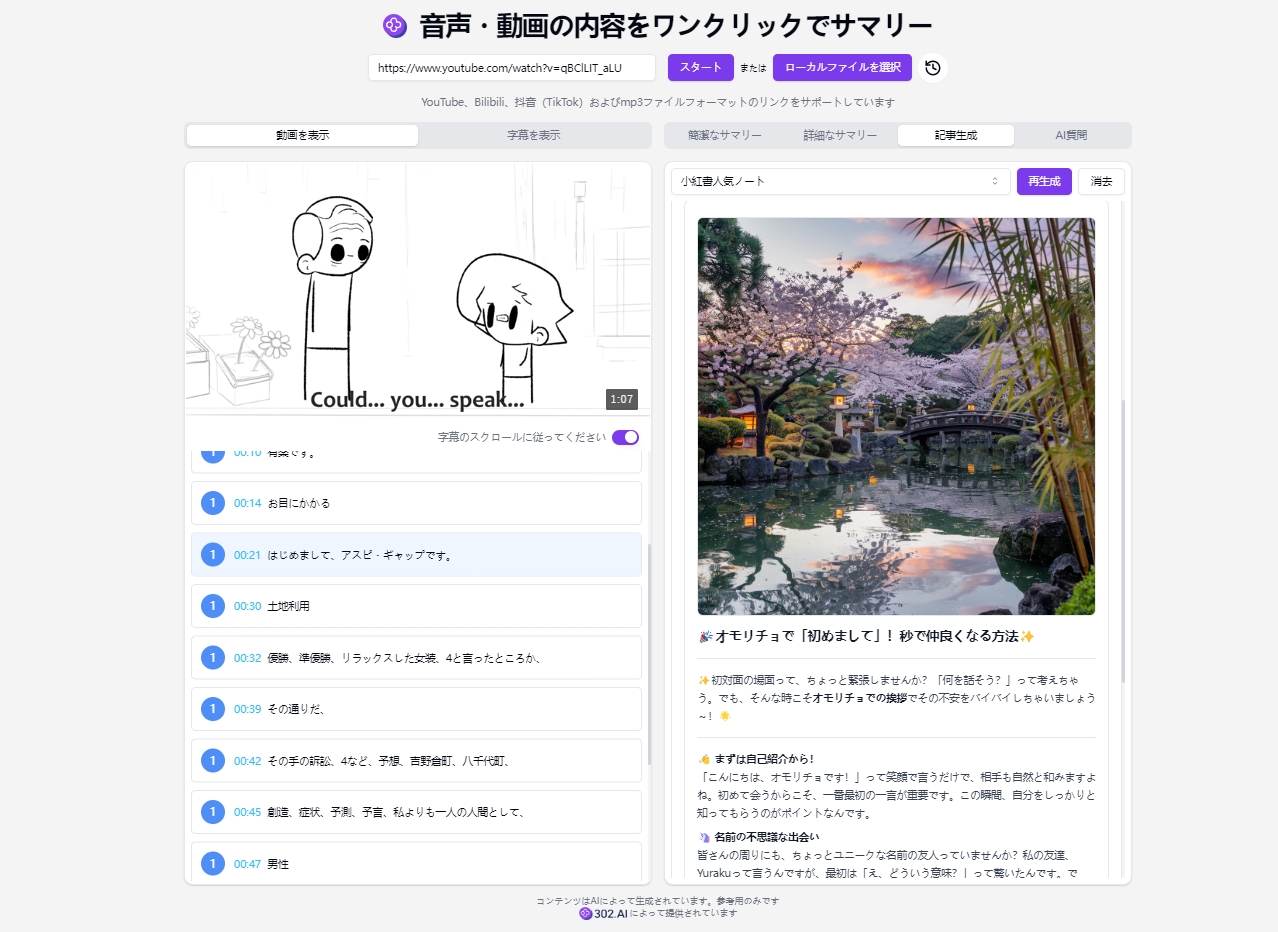 音声・動画の内容をワンクリックでサマリー
https://www.youtube.com/watch?v=qBClLIT_aLU
スタート
または
ローカルファイルを選択
YouTube、Bilibili、抖音（TikTok）およびmp3ファイルフォーマットのリンクをサポートしています
動画を表示
字幕を表示
簡潔なサマリー
詳細なサマリー
記事生成
AI質問
Could... you... speak...
1:07
字幕のスクロールに従ってください
1 00:10 有楽です。
1 00:14 お目にかかる
1 00:21 はじめまして、アスピ・ギャップです。
1 00:30 土地利用
1 00:32 優勝、準優勝、リラックスした女装、4と言ったところか、
1 00:39 その通りだ、
1 00:42 その手の訴訟、4など、予想、吉野倉町、八千代町、
1 00:45 創造、症状、予測、予言、私よりも一人の人間として、
1 00:47 男性
小紅書人気ノート
再生成
消去
🎉オモリチョで「初めまして」！秒で仲良くなる方法✨
✨初対面の場面って、ちょっと緊張しませんか？「何を話そう？」って考えちゃ
う。でも、そんな時こそオモリチョでの挨拶でその不安をバイバイしちゃいましょう
～！🌟
👋 まずは自己紹介から！
「こんにちは、オモリチョです！」って笑顔で言うだけで、相手も自然と和みますよ
ね。初めて会うからこそ、一番最初の一言が重要です。この瞬間、自分をしっかりと
知ってもらうのがポイントなんです。
🦄 名前の不思議な出会い
皆さんの周りにも、ちょっとユニークな名前の友人っていませんか？私の友達、
Yurakuって言うんですが、最初は「え、どういう意味？」って驚いたんです。で
コンテンツはAIによって生成されています。参考用のみです
302.AI によって提供されています